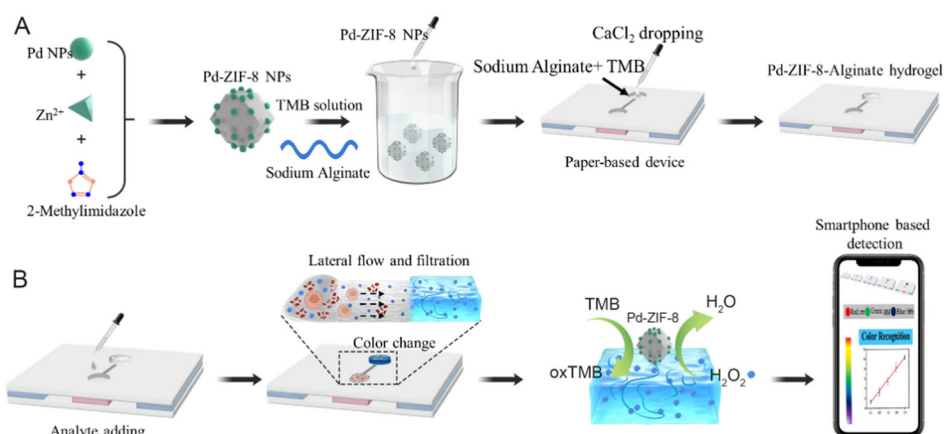 A
Pd NPs
+
Zn²⁺
+
2-Methylimidazole
Pd-ZIF-8 NPs
TMB solution
Sodium Alginate
Pd-ZIF-8 NPs
CaCl₂ dropping
Sodium Alginate+ TMB
Paper-based device
Pd-ZIF-8-Alginate hydrogel
B
Analyte adding
Lateral flow and filtration
Color change
TMB
oxTMB
Pd-ZIF-8
H₂O
H₂O₂
Smartphone based
detection
Color Recognition